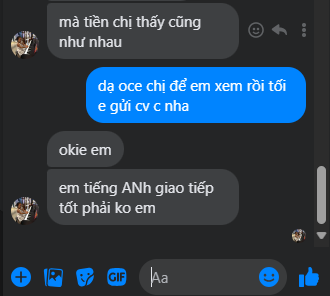 mà tiền chị thấy cũng
như nhau
dạ oce chị để em xem rồi tối
e gửi cv c nha
okie em
em tiếng ANh giao tiếp
tốt phải ko em
GIF
Aa